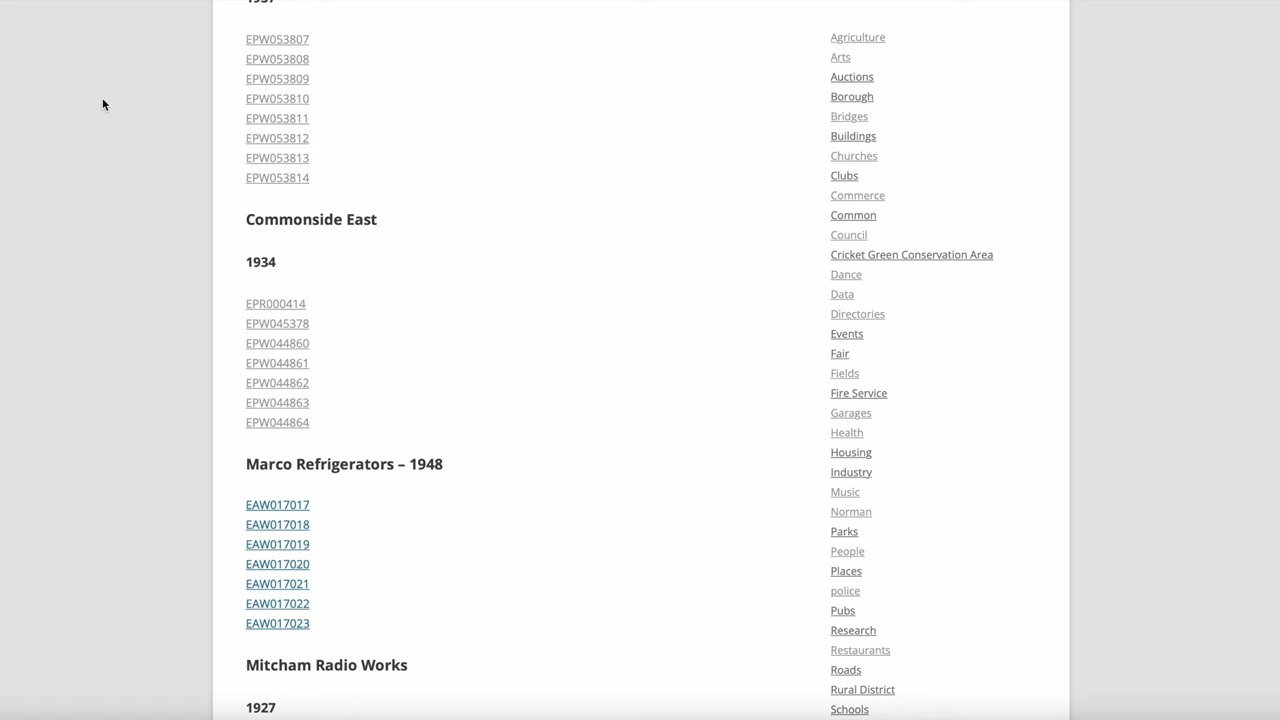 EPW053807
EPW053808
EPW053809
EPW053810
EPW053811
EPW053812
EPW053813
EPW053814
Commonside East
1934
EPR000414
EPW045378
EPW044860
EPW044861
EPW044862
EPW044863
EPW044864
Marco Refrigerators – 1948
EAW017017
EAW017018
EAW017019
EAW017020
EAW017021
EAW017022
EAW017023
Mitcham Radio Works
1927
Agriculture
Arts
Auctions
Borough
Bridges
Buildings
Churches
Clubs
Commerce
Common
Council
Cricket Green Conservation Area
Dance
Data
Directories
Events
Fair
Fields
Fire Service
Garages
Health
Housing
Industry
Music
Norman
Parks
People
Places
police
Pubs
Research
Restaurants
Roads
Rural District
Schools